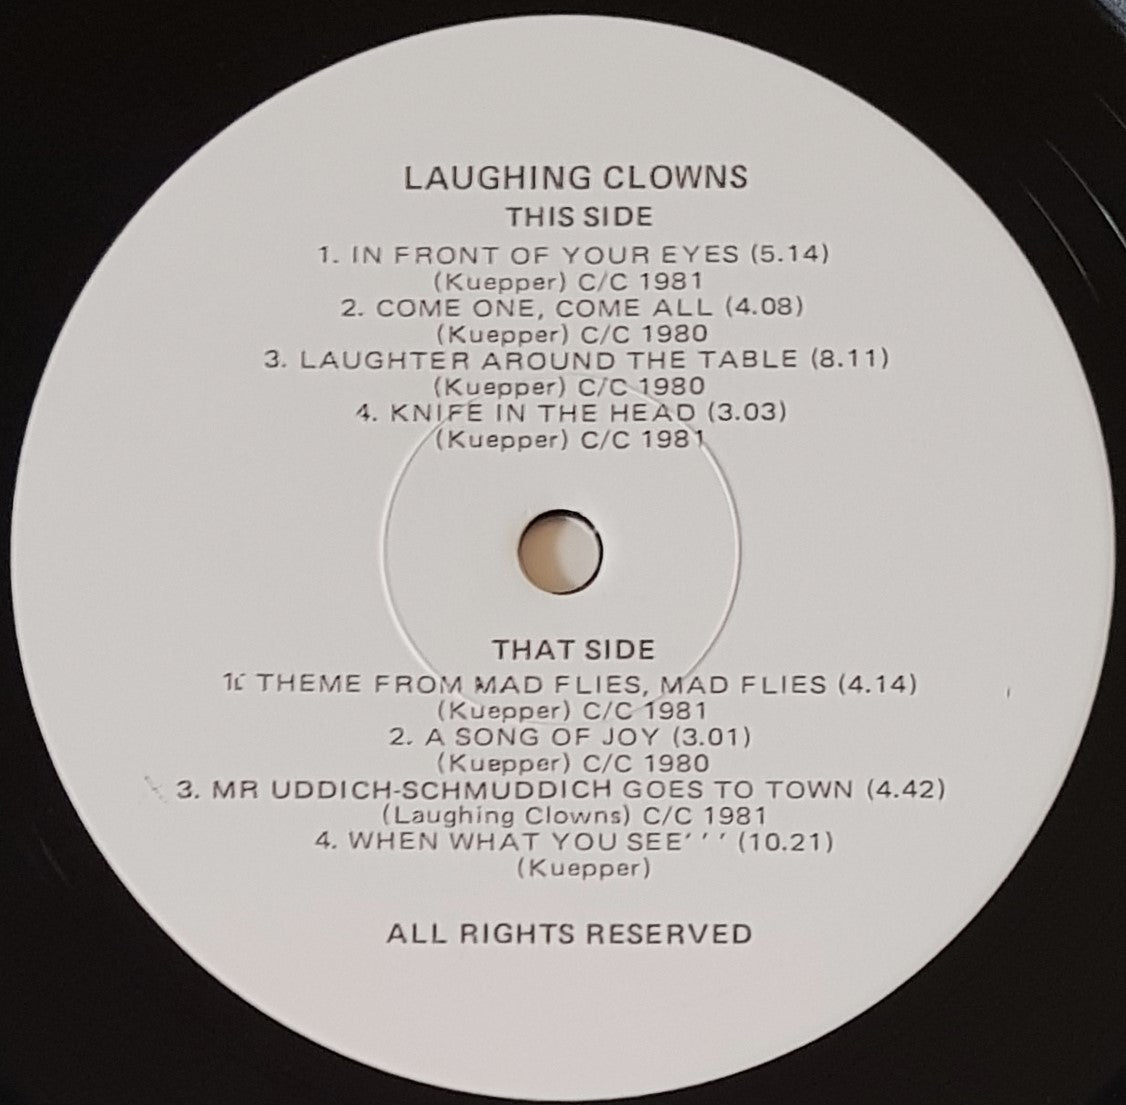 LAUGHING CLOWNS
THIS SIDE
1. IN FRONT OF YOUR EYES (5.14)
(Kuepper) C/C 1981
2. COME ONE, COME ALL (4.08)
(Kuepper) C/C 1980
3. LAUGHTER AROUND THE TABLE (8.11)
(Kuepper) C/C 1980
4. KNIFE IN THE HEAD (3.03)
(Kuepper) C/C 1981
THAT SIDE
1. THEME FROM MAD FLIES, MAD FLIES (4.14)
(Kuepper) C/C 1981
2. A SONG OF JOY (3.01)
(Kuepper) C/C 1980
3. MR UDDICH-SCHMUDDICH GOES TO TOWN (4.42)
(Laughing Clowns) C/C 1981
4. WHEN WHAT YOU SEE’ ’ ’ (10.21)
(Kuepper)
ALL RIGHTS RESERVED